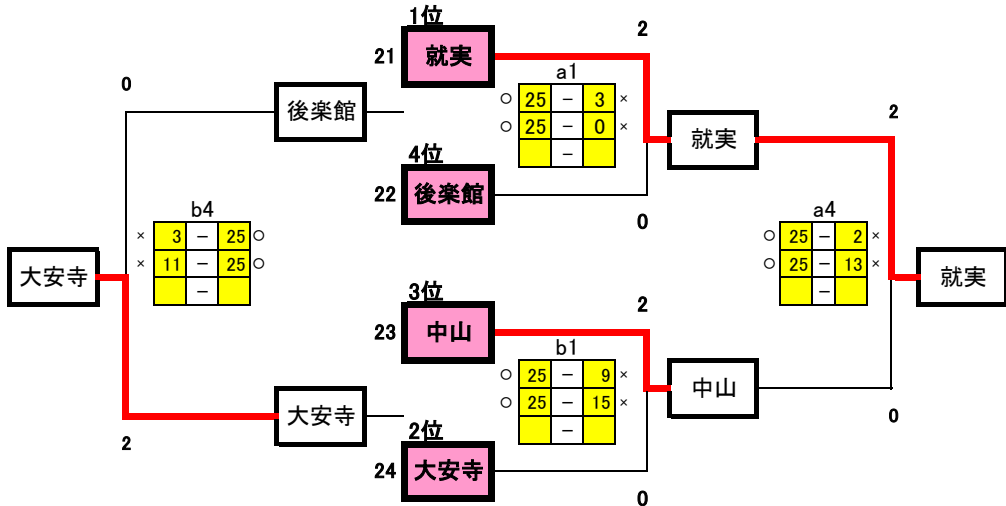 1位
21 就実
2
0
後楽館
a1
○ 25 − 3 ×
○ 25 − 0 ×
−
2
就実
4位
22 後楽館
0
b4
× 3 − 25 ○
× 11 − 25 ○
−
a4
○ 25 − 2 ×
○ 25 − 13 ×
−
大安寺
就実
3位
23 中山
2
b1
○ 25 − 9 ×
○ 25 − 15 ×
−
中山
大安寺
2
0
2位
24 大安寺
0